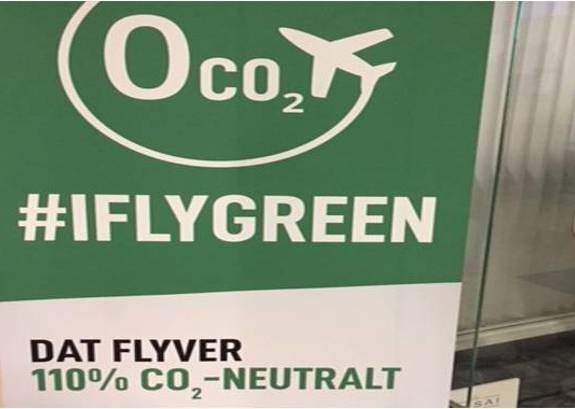 0CO₂
#IFLYGREEN
DAT FLYVER
110% CO₂-NEUTRALT